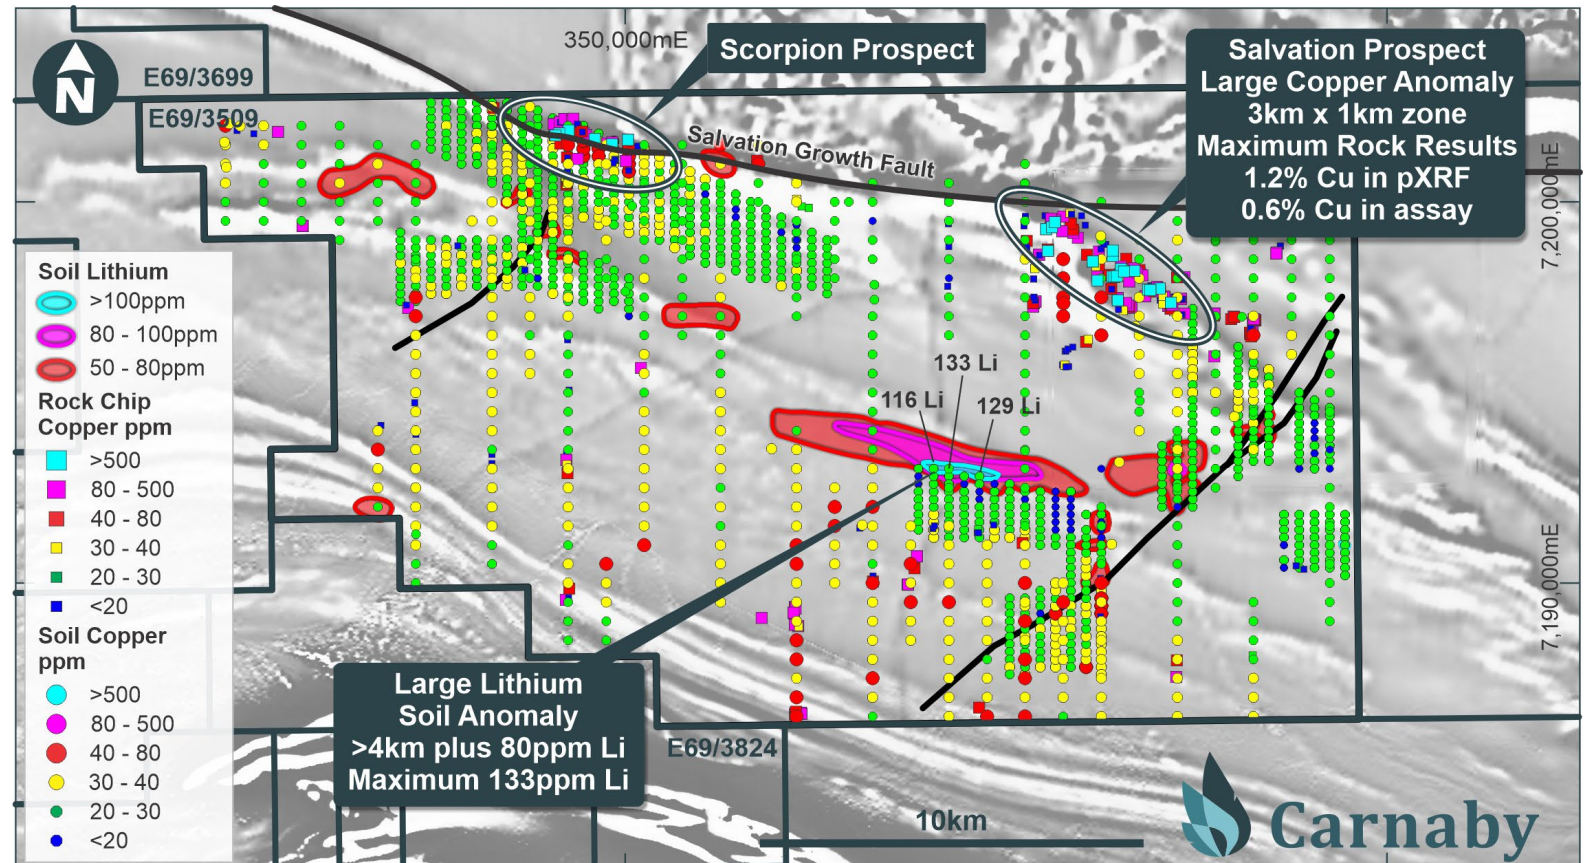 350,000mE
Scorpion Prospect
Salvation Prospect
Large Copper Anomaly
3km x 1km zone
Maximum Rock Results
1.2% Cu in pXRF
0.6% Cu in assay
N
E69/3699
E69/3509
Salvation Growth Fault
7,200,000mE
Soil Lithium
>100ppm
80 - 100ppm
50 - 80ppm
Rock Chip
Copper ppm
>500
80 - 500
40 - 80
30 - 40
20 - 30
<20
Soil Copper
ppm
>500
80 - 500
40 - 80
30 - 40
20 - 30
<20
133 Li
116 Li
129 Li
7,190,000mE
Large Lithium
Soil Anomaly
>4km plus 80ppm Li
Maximum 133ppm Li
E69/3824
10km
Carnaby